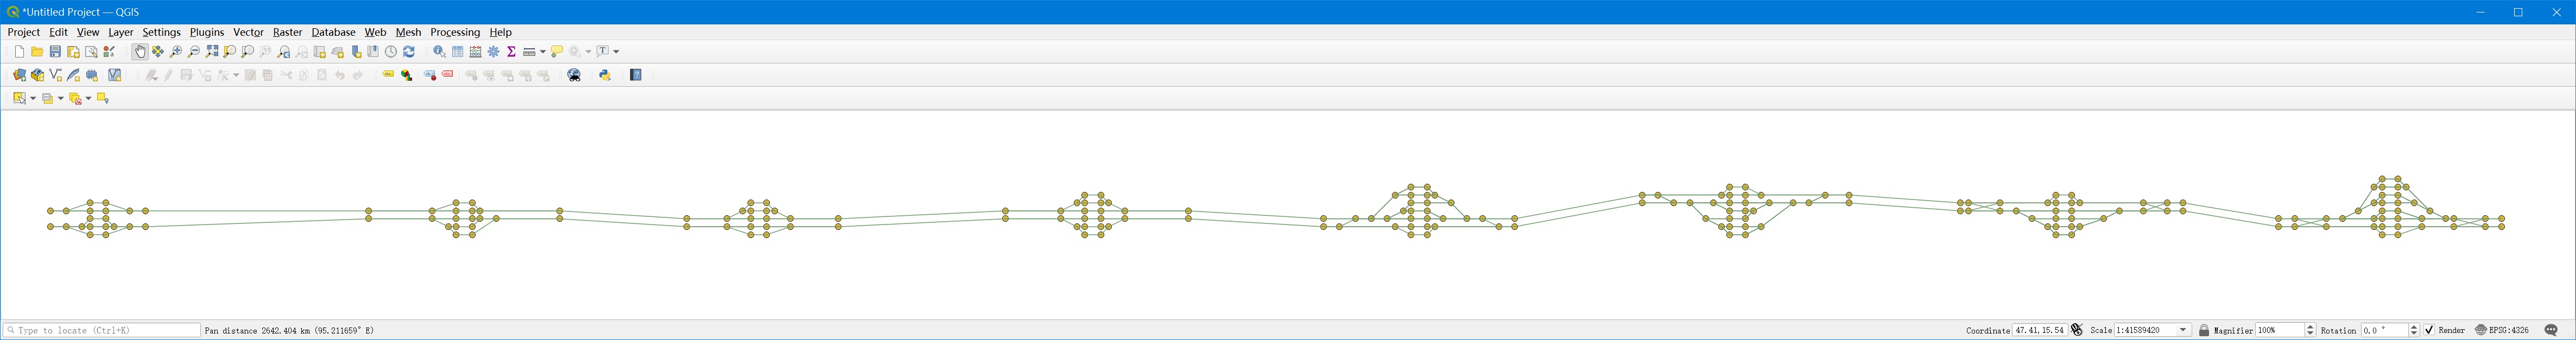 *Untitled Project — QGIS
Project Edit View Layer Settings Plugins Vector Raster Database Web Mesh Processing Help
Type to locate (Ctrl+K) Pan distance 2642.404 km (95.211659° E) Coordinate 47.41,15.54 Scale 1:41589420 Magnifier 100% Rotation 0.0 ° Render EPSG:4326